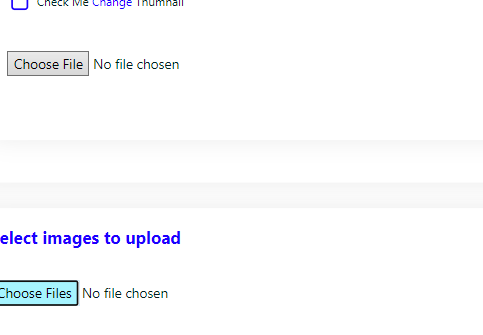 Check Me Change Thumnail
Choose File No file chosen
elect images to upload
Choose Files No file chosen